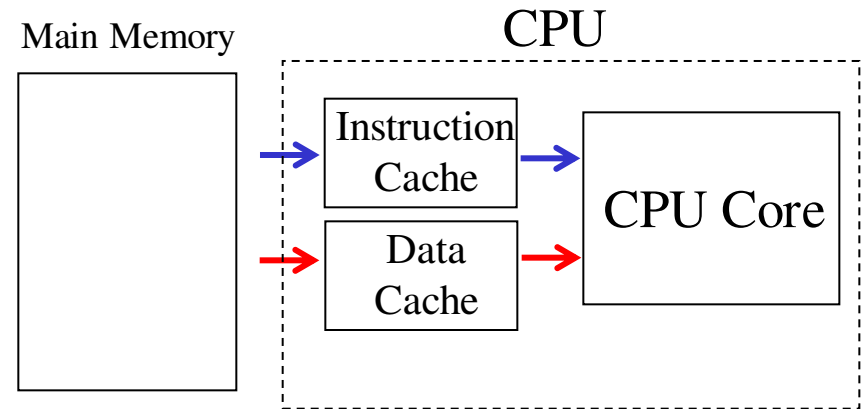 Main Memory
CPU
Instruction
Cache
Data
Cache
CPU Core